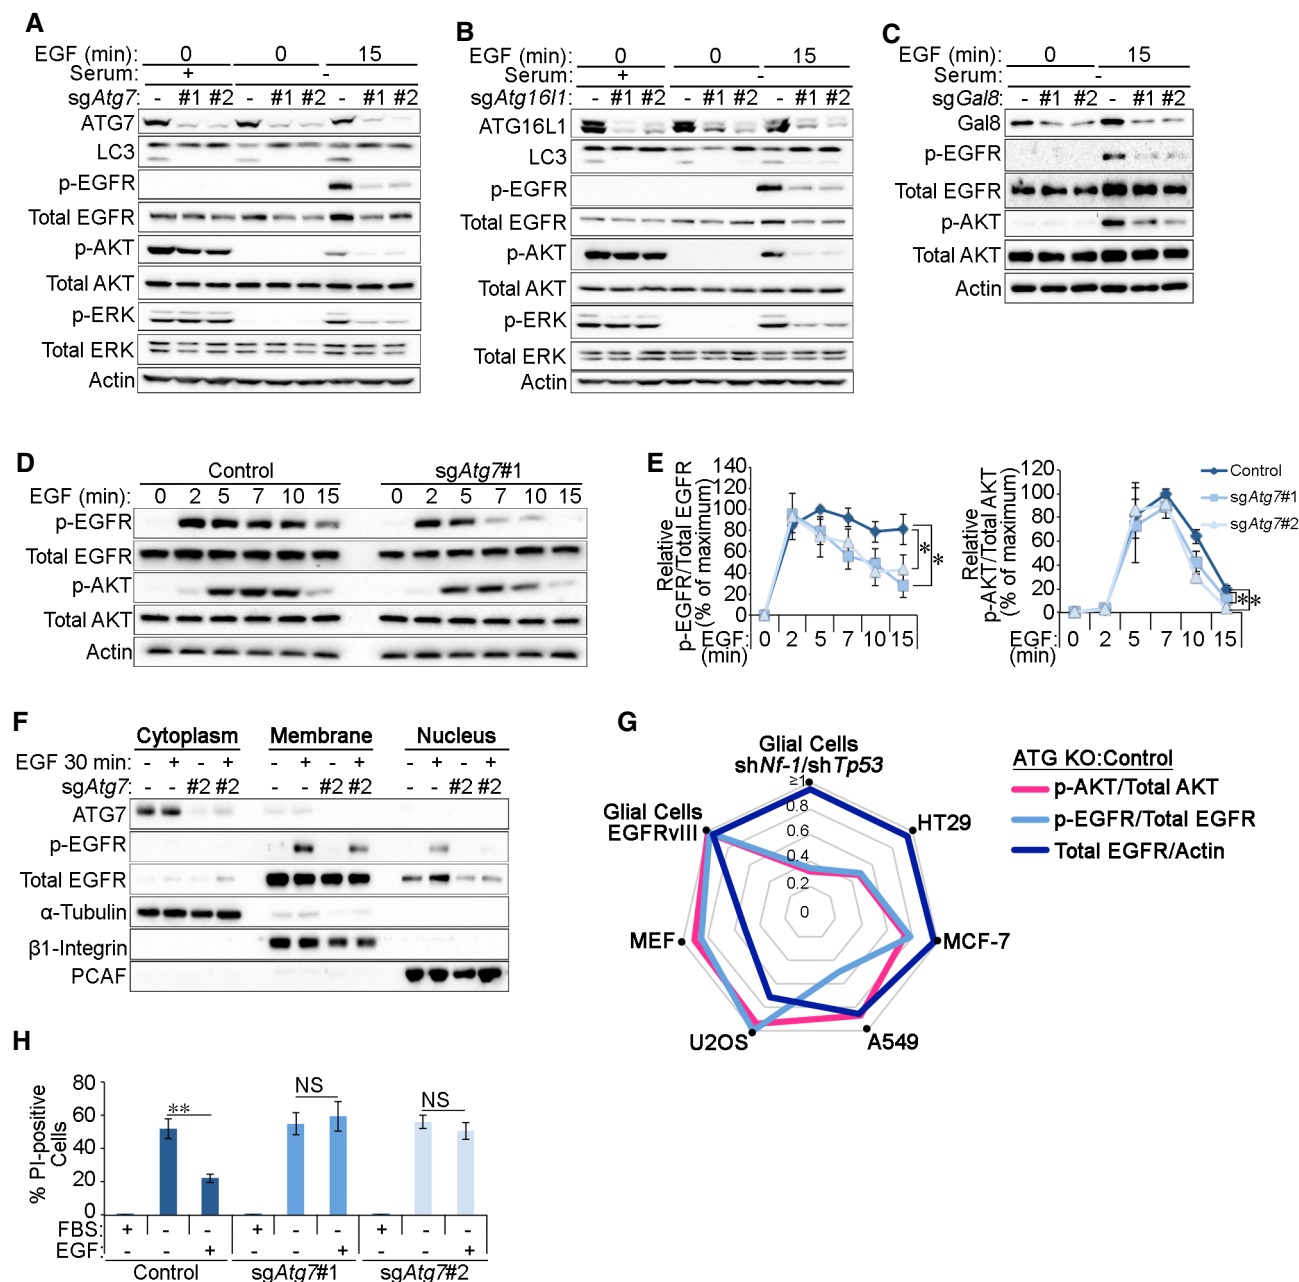 A
EGF (min): 0 0 15
Serum: + -
sgAtg7: - #1 #2 - #1 #2 - #1 #2
ATG7
LC3
p-EGFR
Total EGFR
p-AKT
Total AKT
p-ERK
Total ERK
Actin
B
EGF (min): 0 0 15
Serum: + -
sgAtg16l1 - #1 #2 - #1 #2 - #1 #2
ATG16L1
LC3
p-EGFR
Total EGFR
p-AKT
Total AKT
p-ERK
Total ERK
Actin
C
EGF (min): 0 15
Serum: -
sgGal8: - #1 #2 - #1 #2
Gal8
p-EGFR
Total EGFR
p-AKT
Total AKT
Actin
D
Control sgAtg7#1
EGF (min): 0 2 5 7 10 15 0 2 5 7 10 15
p-EGFR
Total EGFR
p-AKT
Total AKT
Actin
E
Relative
p-EGFR/Total EGFR
(% of maximum)
140
120
100
80
60
40
20
0
* *
EGF: 0 2 5 7 10 15
(min)
Relative
p-AKT/Total AKT
(% of maximum)
120
100
80
60
40
20
0
**
EGF: 0 2 5 7 10 15
(min)
Control
sgAtg7#1
sgAtg7#2
F
Cytoplasm Membrane Nucleus
EGF 30 min: - + - + - + - + - + - +
sgAtg7: - - #2 #2 - - #2 #2 - - #2 #2
ATG7
p-EGFR
Total EGFR
α-Tubulin
β1-Integrin
PCAF
G
Glial Cells
shNf-1/shTp53
≥1
0.8
0.6
0.4
0.2
0
HT29
MCF-7
A549
U2OS
MEF
Glial Cells
EGFRvIII
ATG KO:Control
p-AKT/Total AKT
p-EGFR/Total EGFR
Total EGFR/Actin
H
% PI-positive
Cells
80
60
40
20
0
** NS NS
FBS: + - - + - - + - -
EGF: - - + - - + - - +
Control sgAtg7#1 sgAtg7#2